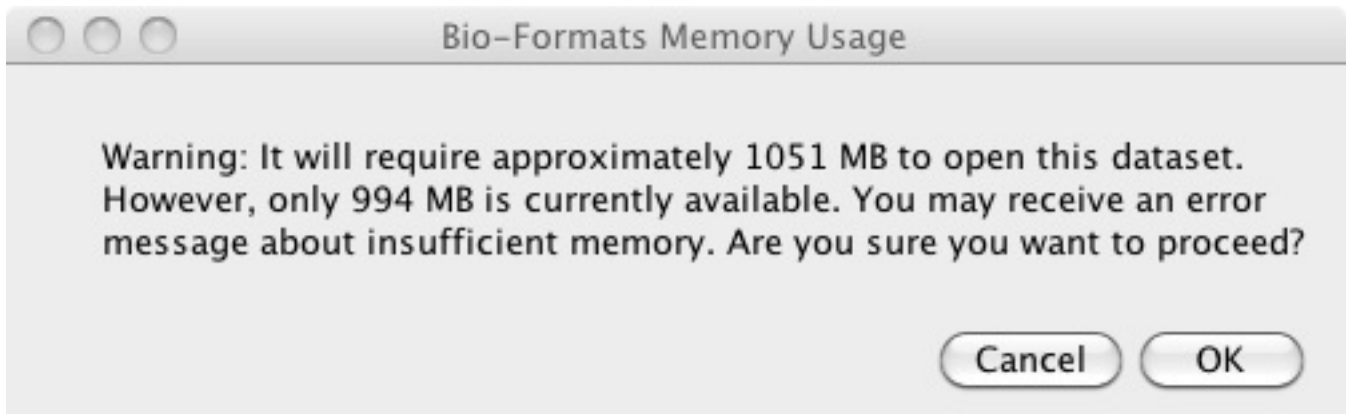 Bio-Formats Memory Usage
Warning: It will require approximately 1051 MB to open this dataset.
However, only 994 MB is currently available. You may receive an error
message about insufficient memory. Are you sure you want to proceed?
Cancel OK